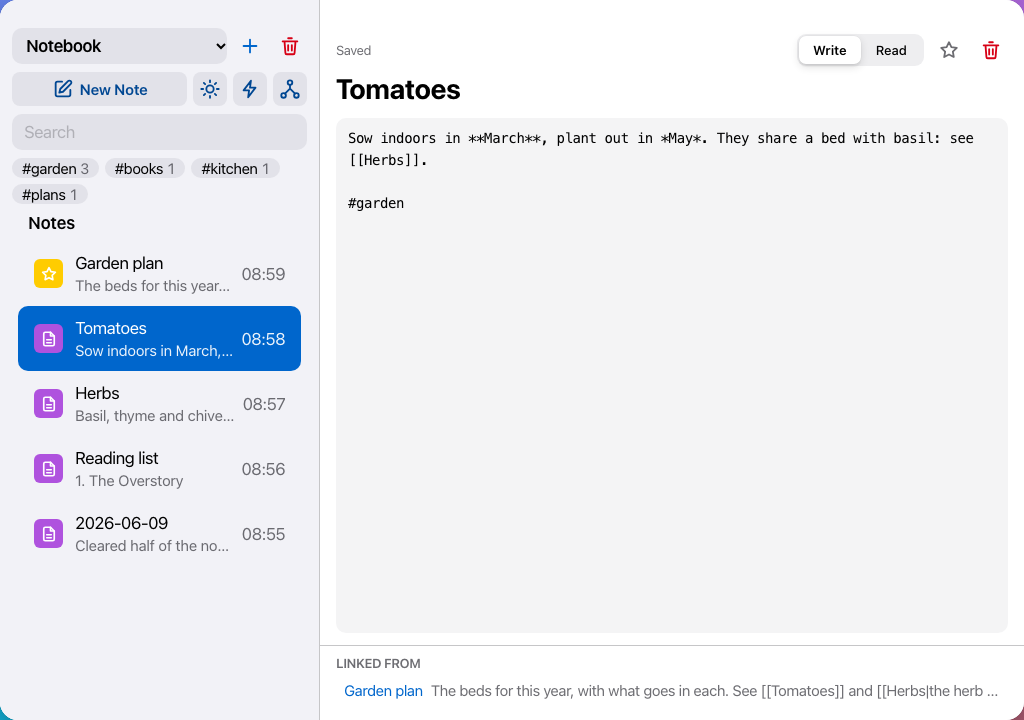 Notebook
New Note
Search
#garden 3
#books 1
#kitchen 1
#plans 1
Notes
Garden plan
The beds for this year...
08:59
Tomatoes
Sow indoors in March,...
08:58
Herbs
Basil, thyme and chive...
08:57
Reading list
1. The Overstory
08:56
2026-06-09
Cleared half of the no...
08:55
Saved
Write
Read
Tomatoes
Sow indoors in **March**, plant out in *May*. They share a bed with basil: see
[[Herbs]].
#garden
LINKED FROM
Garden plan The beds for this year, with what goes in each. See [[Tomatoes]] and [[Herbs|the herb ...